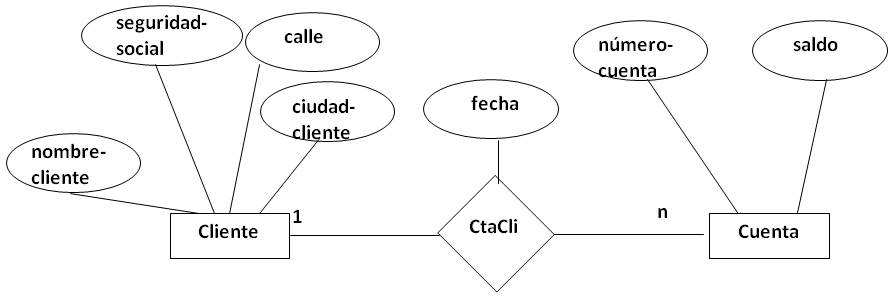 seguridad-
social
calle
ciudad-
cliente
nombre-
cliente
fecha
número-
cuenta
saldo
Cliente
1
CtaCli
n
Cuenta